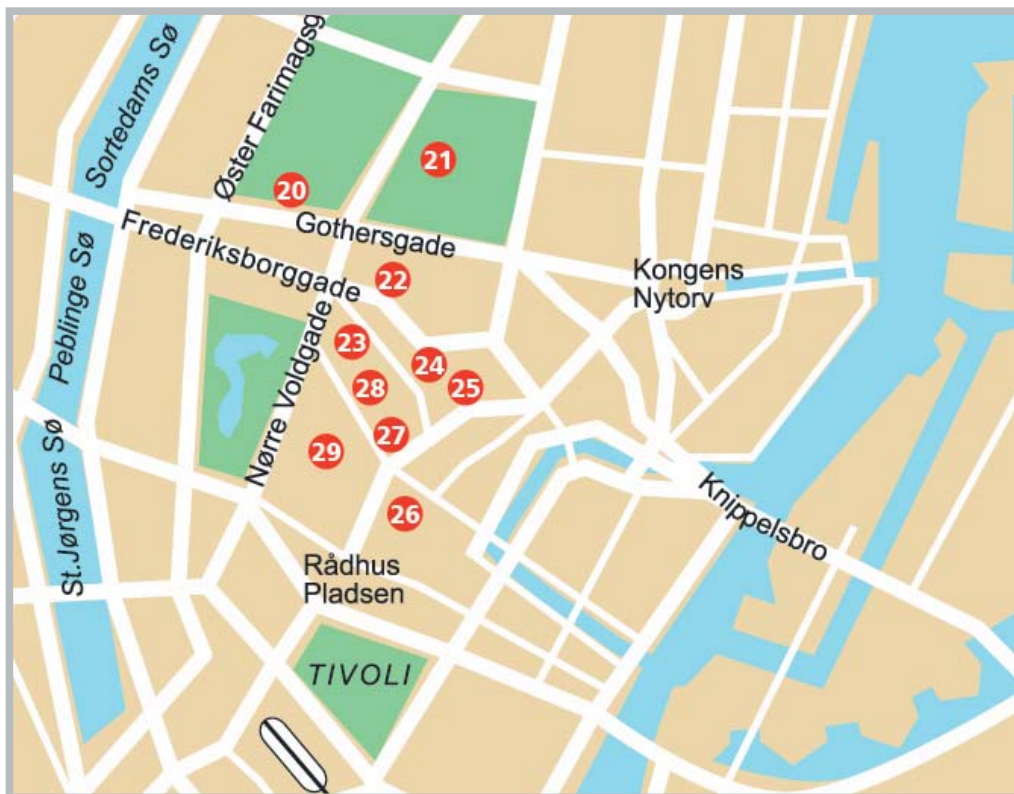 Sortedams Sø
Øster Farimagsg
21
20
Gothersgade
Frederiksborggade
Peblinge Sø
22
Kongens
Nytorv
23
24
28
25
Nørre Voldgade
27
29
St.Jørgens Sø
26
Knippelsbro
Rådhus
Pladsen
TIVOLI